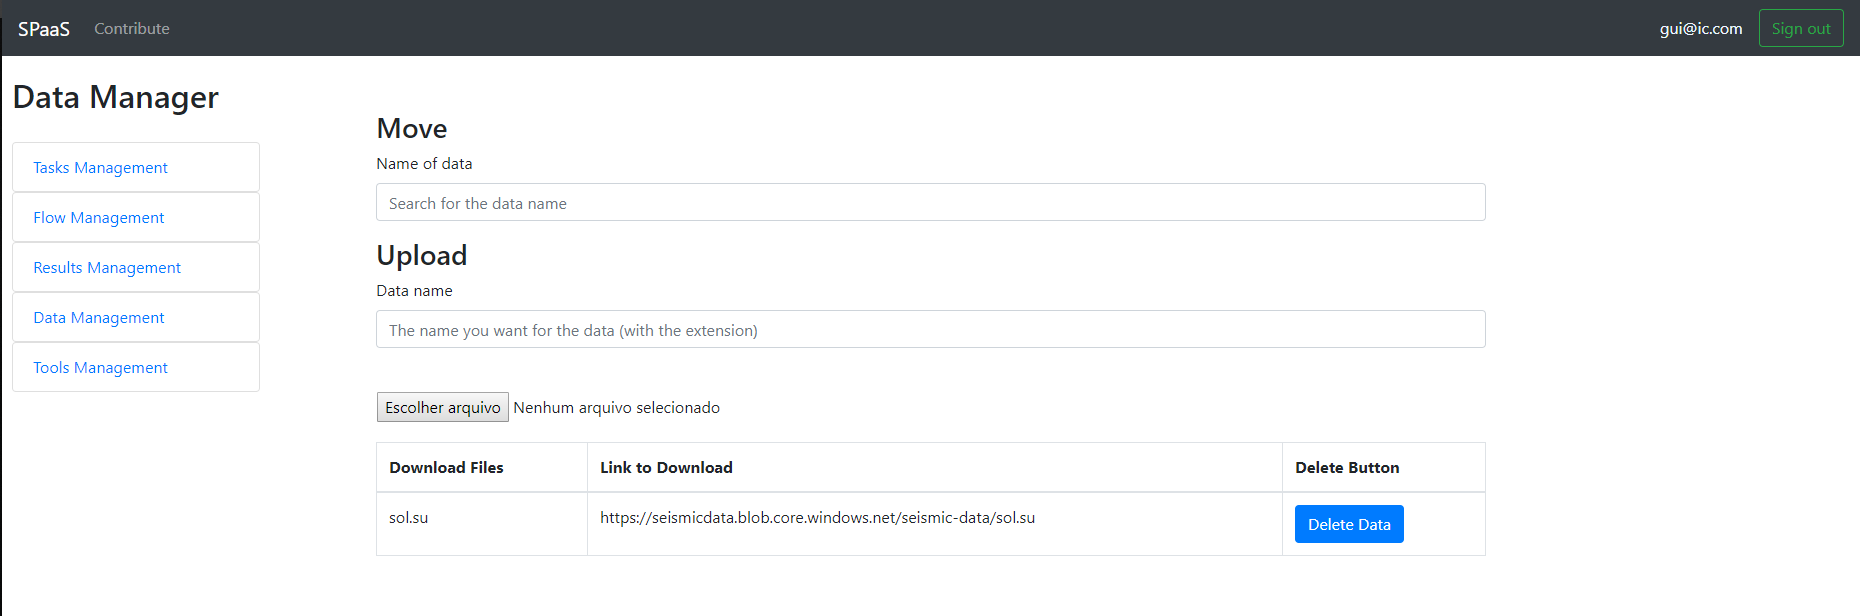 SPaaS Contribute gui@ic.com Sign out
Data Manager
Tasks Management
Flow Management
Results Management
Data Management
Tools Management
Move
Name of data
Search for the data name
Upload
Data name
The name you want for the data (with the extension)
Escolher arquivo Nenhum arquivo selecionado
Download Files Link to Download Delete Button
sol.su https://seismicdata.blob.core.windows.net/seismic-data/sol.su Delete Data